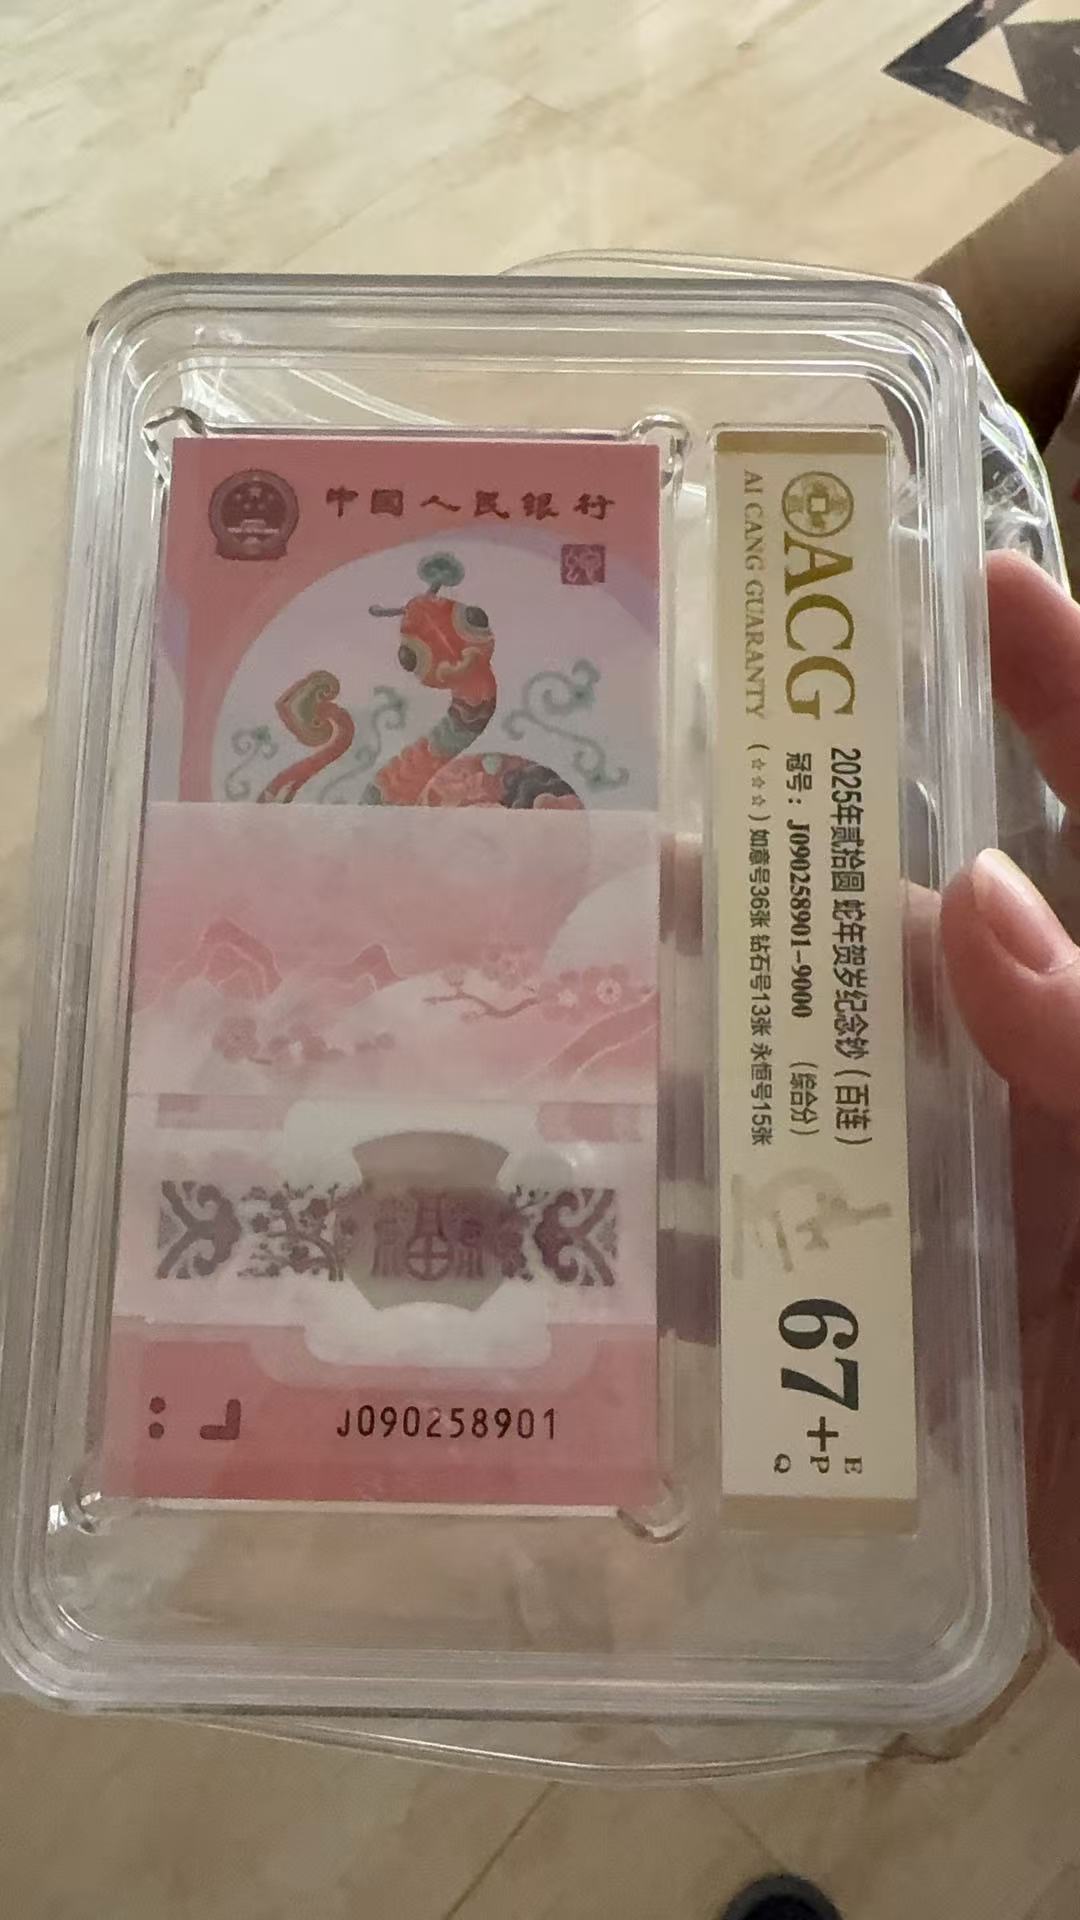 中国人民银行
J090258901
ACG
AI CANG GUARANTY
2025年贰拾圆 蛇年贺岁纪念钞(百连)
冠号：J090258901-9000 (综合分)
(☆☆☆)如意号36张 钻石号13张 永恒号15张
67+
E
P
Q